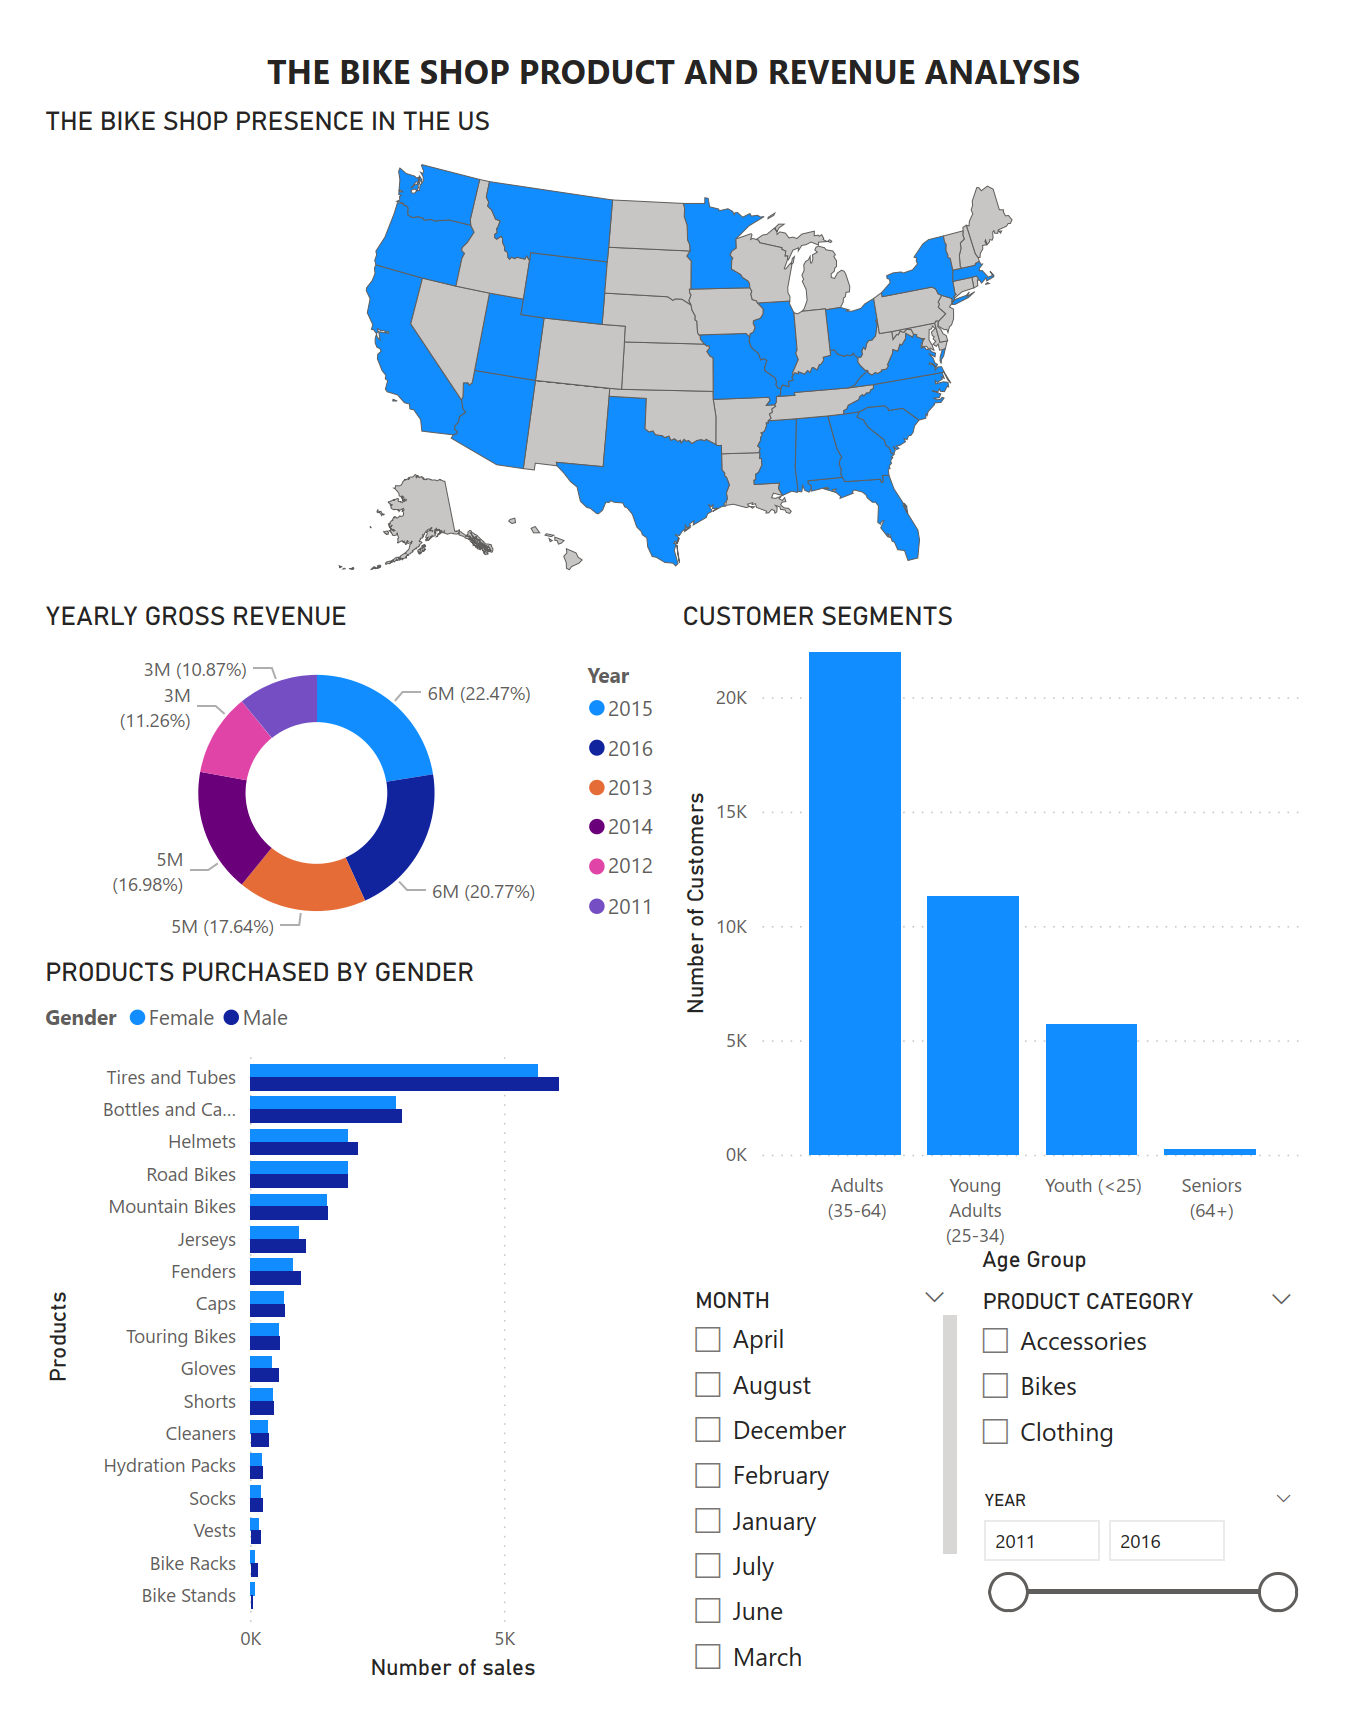 THE BIKE SHOP PRODUCT AND REVENUE ANALYSIS
THE BIKE SHOP PRESENCE IN THE US
YEARLY GROSS REVENUE
3M (10.87%)
3M
(11.26%)
6M (22.47%)
5M
(16.98%)
6M (20.77%)
5M (17.64%)
Year
2015
2016
2013
2014
2012
2011
CUSTOMER SEGMENTS
Number of Customers
20K
15K
10K
5K
0K
Adults
(35-64)
Young
Adults
(25-34)
Youth (<25)
Seniors
(64+)
Age Group
PRODUCTS PURCHASED BY GENDER
Gender Female Male
Products
Tires and Tubes
Bottles and Ca...
Helmets
Road Bikes
Mountain Bikes
Jerseys
Fenders
Caps
Touring Bikes
Gloves
Shorts
Cleaners
Hydration Packs
Socks
Vests
Bike Racks
Bike Stands
0K 5K
Number of sales
MONTH
April
August
December
February
January
July
June
March
PRODUCT CATEGORY
Accessories
Bikes
Clothing
YEAR
2011 2016